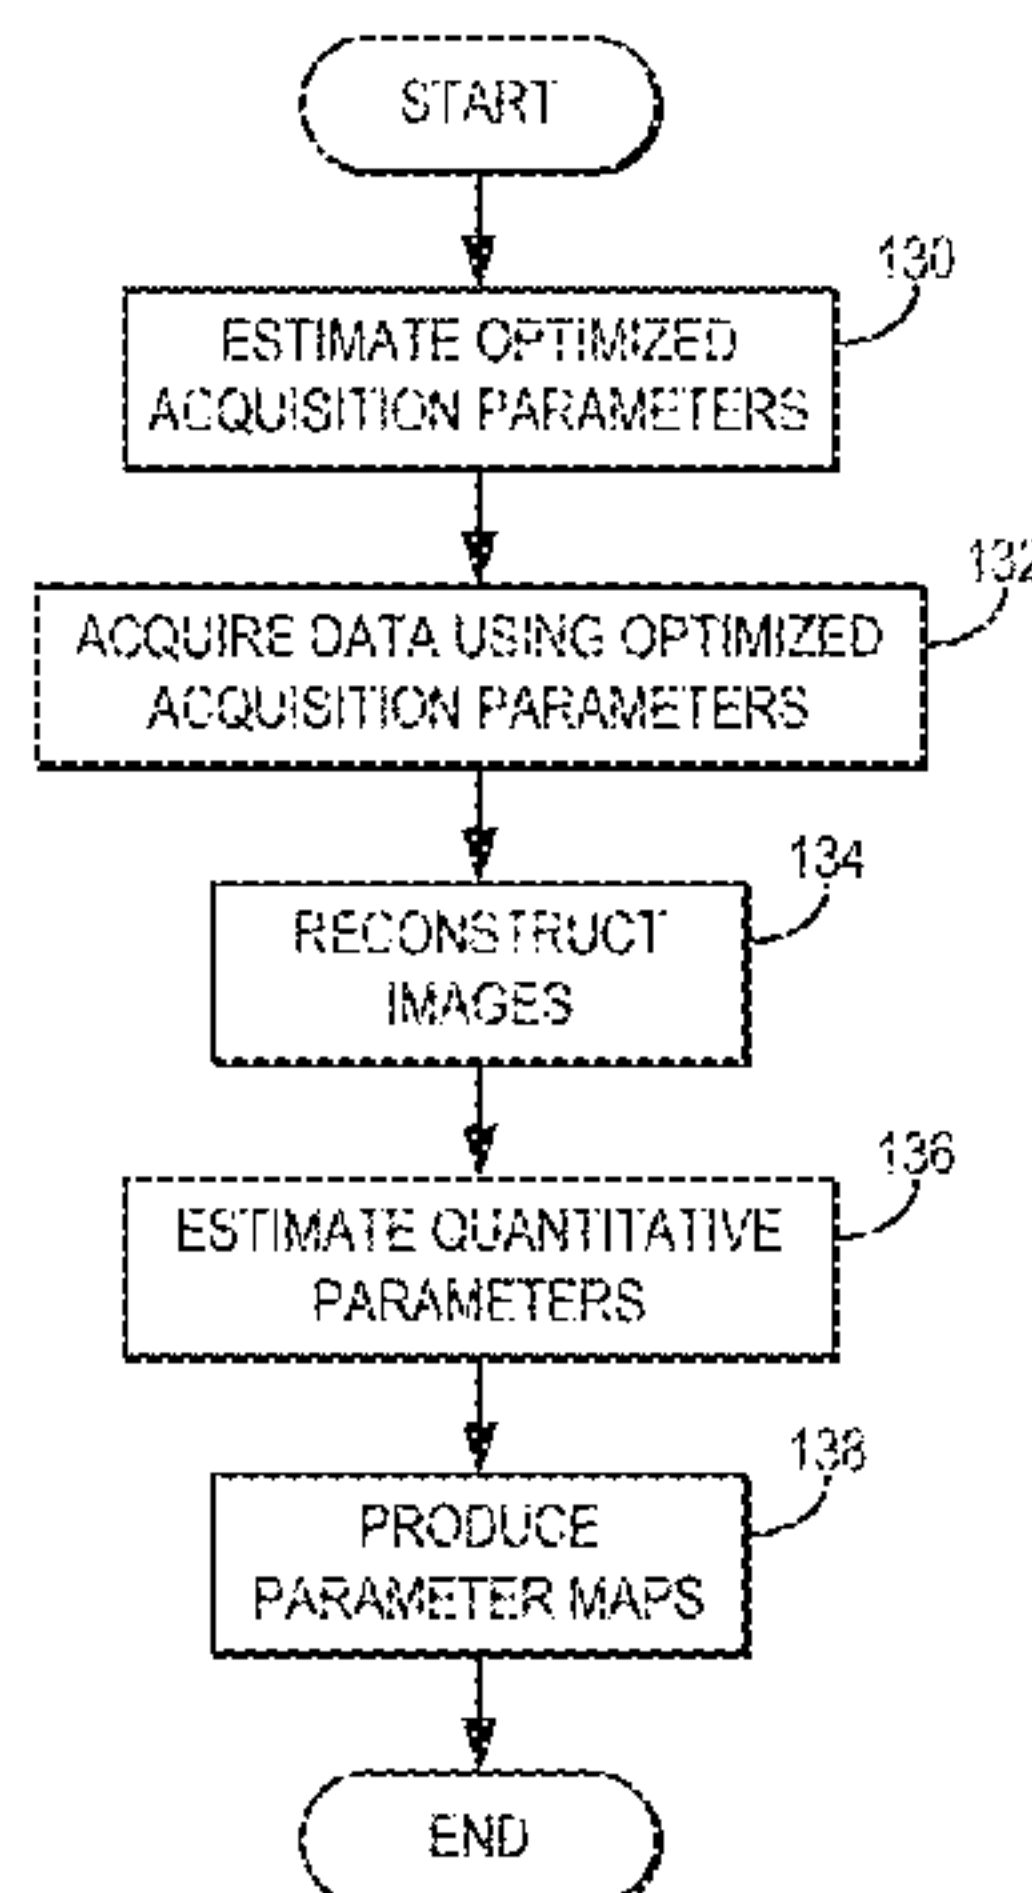 START
130
ESTIMATE OPTIMIZED
ACQUISITION PARAMETERS
132
ACQUIRE DATA USING OPTIMIZED
ACQUISITION PARAMETERS
134
RECONSTRUCT
IMAGES
136
ESTIMATE QUANTITATIVE
PARAMETERS
138
PRODUCE
PARAMETER MAPS
END